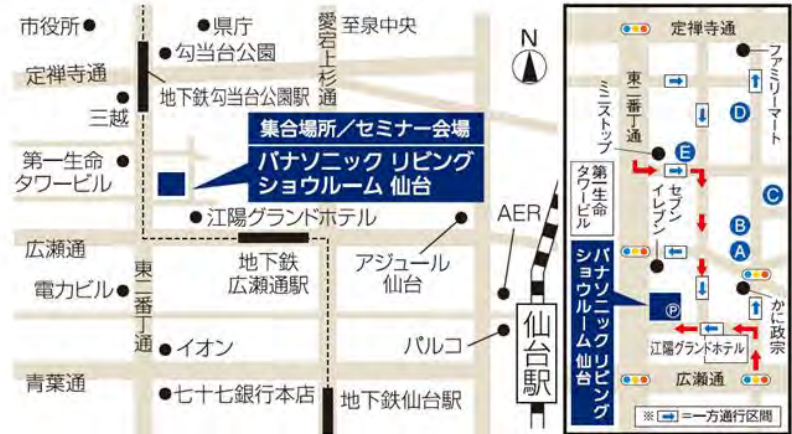 市役所
県庁
愛宕上杉通
至泉中央
N
勾当台公園
定禅寺通
地下鉄勾当台公園駅
三越
集合場所／セミナー会場
パナソニック リビング
ショウルーム 仙台
第一生命
タワービル
江陽グランドホテル
AER
広瀬通
地下鉄
広瀬通駅
アジュール
仙台
電力ビル
東二番丁通
パルコ
仙台駅
イオン
青葉通
七十七銀行本店
地下鉄仙台駅
定禅寺通
ファミリーマート
東二番丁通
ミニストップ
D
E
第一生命
タワービル
セブン
イレブン
C
B
A
パナソニック リビング
ショウルーム 仙台
P
かに政宗
江陽グランドホテル
広瀬通
※➡=一方通行区間